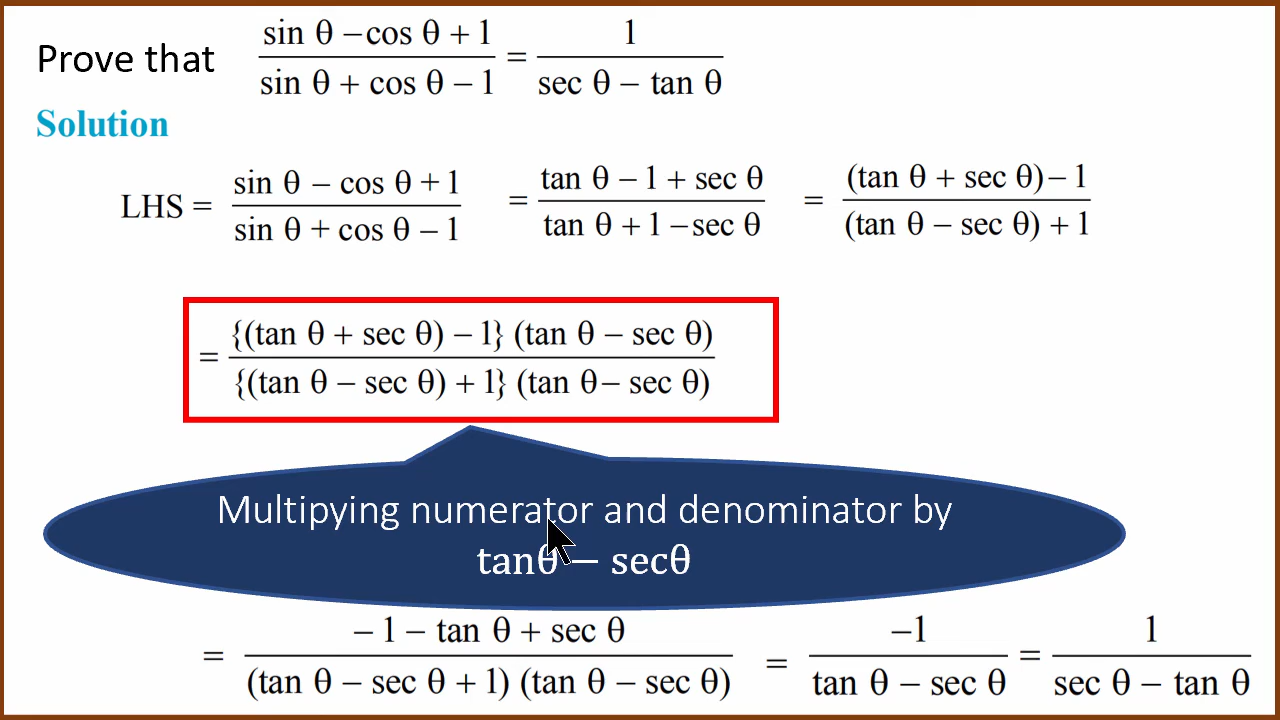 Prove that (sin θ – cos θ + 1)/(sin θ + cos θ – 1) = 1/(sec θ – tan θ)
Solution
LHS = (sin θ – cos θ + 1)/(sin θ + cos θ – 1) = (tan θ – 1 + sec θ)/(tan θ + 1 – sec θ) = ((tan θ + sec θ) – 1)/((tan θ – sec θ) + 1)
= ({(tan θ + sec θ) – 1} (tan θ – sec θ))/({(tan θ – sec θ) + 1} (tan θ – sec θ))
Multipying numerator and denominator by
tanθ − secθ
= (– 1 – tan θ + sec θ)/((tan θ – sec θ + 1) (tan θ – sec θ)) = –1/(tan θ – sec θ) = 1/(sec θ – tan θ)